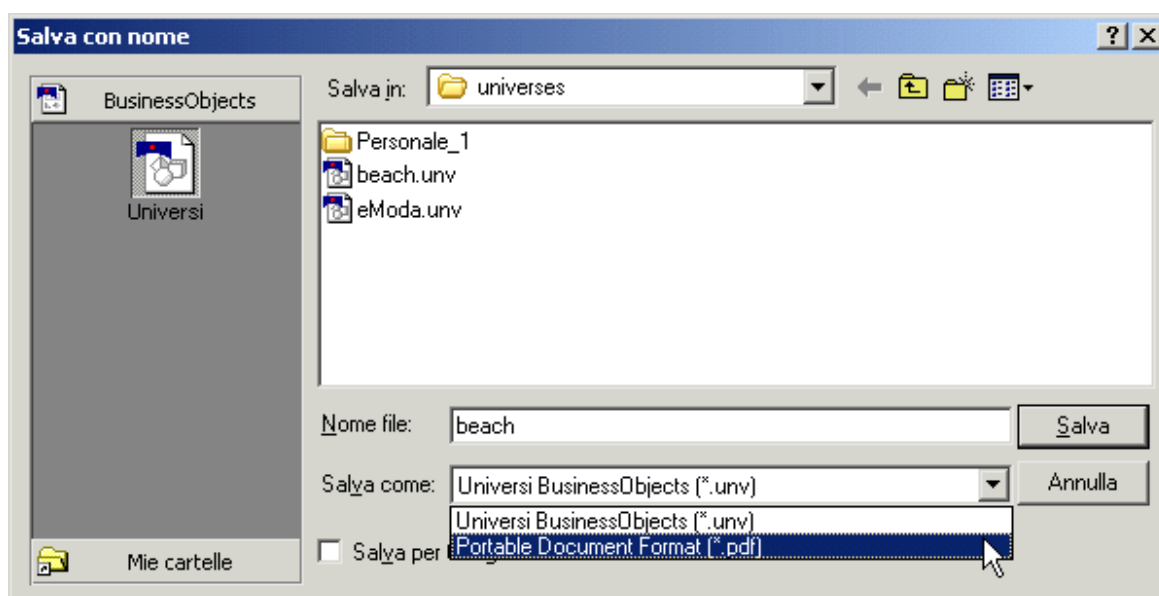 Salva con nome
BusinessObjects
Universi
Mie cartelle
Salva in: universes
Personale_1
beach.unv
eModa.unv
Nome file: beach Salva
Salva come: Universi BusinessObjects (*.unv) Annulla
Universi BusinessObjects (*.unv)
Portable Document Format (*.pdf)
Salva per